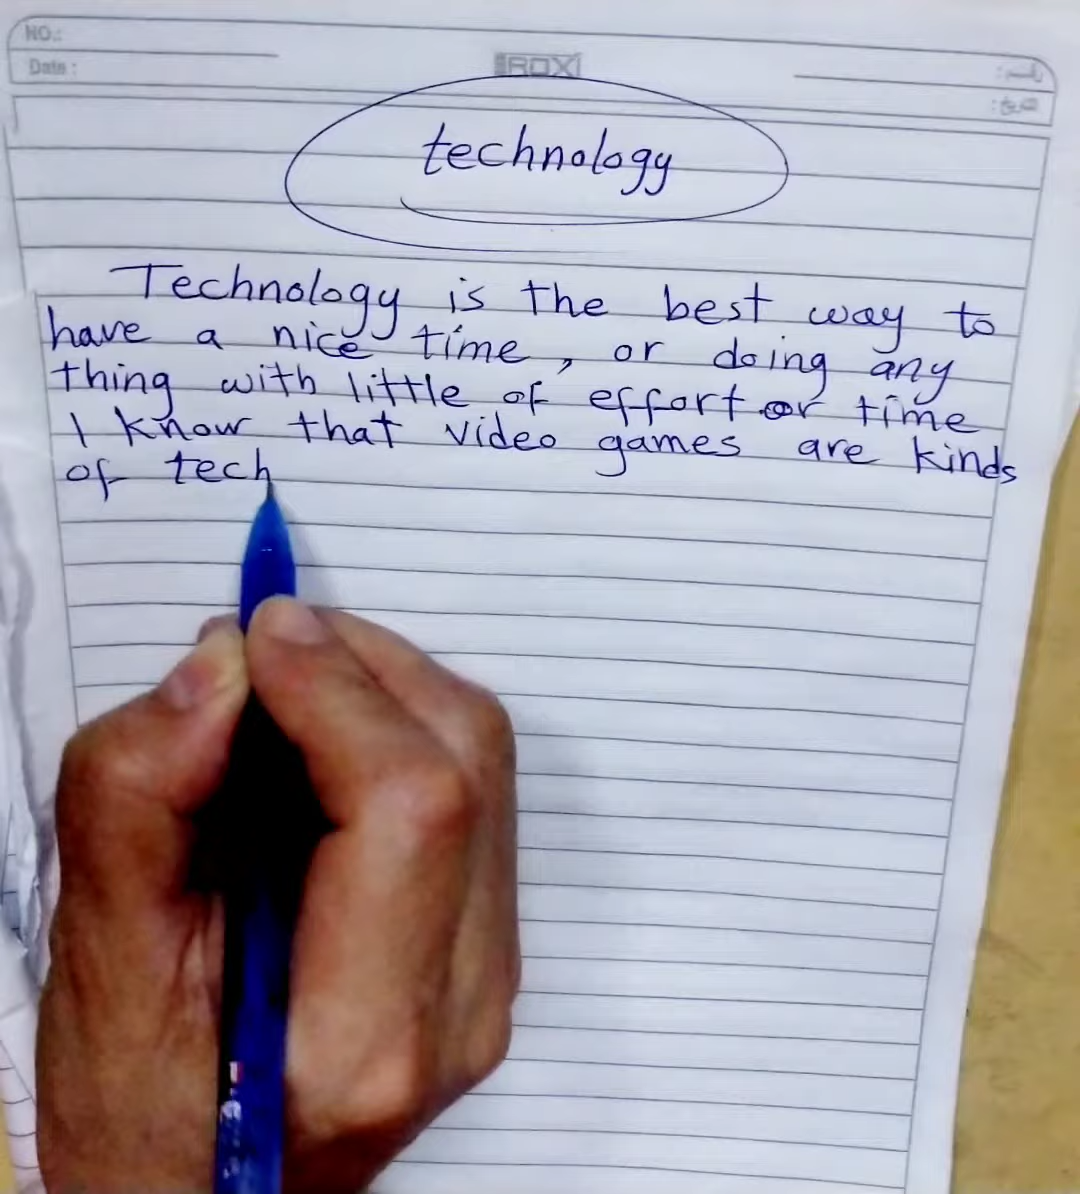 NO.:
Date :
ROXI
technology
Technology is the best way to
have a nice time, or doing any
thing with little of effort or time
I know that video games are kinds
of tech